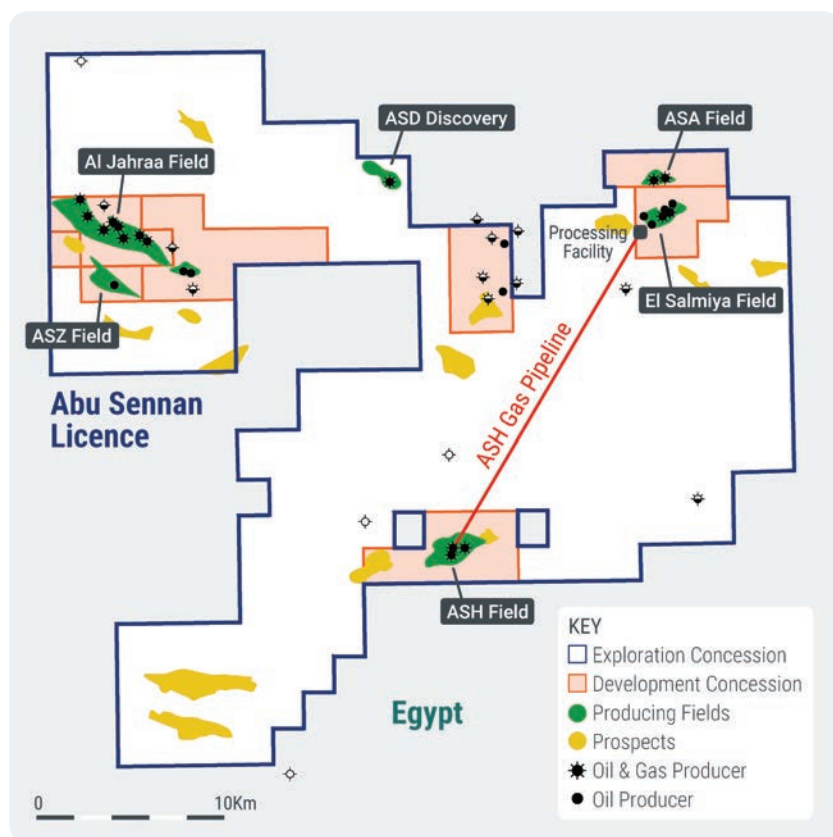 ASD Discovery
ASA Field
Al Jahraa Field
Processing
Facility
El Salmiya Field
ASZ Field
ASH Gas Pipeline
Abu Sennan
Licence
ASH Field
Egypt
KEY
Exploration Concession
Development Concession
Producing Fields
Prospects
Oil & Gas Producer
Oil Producer
0 10Km